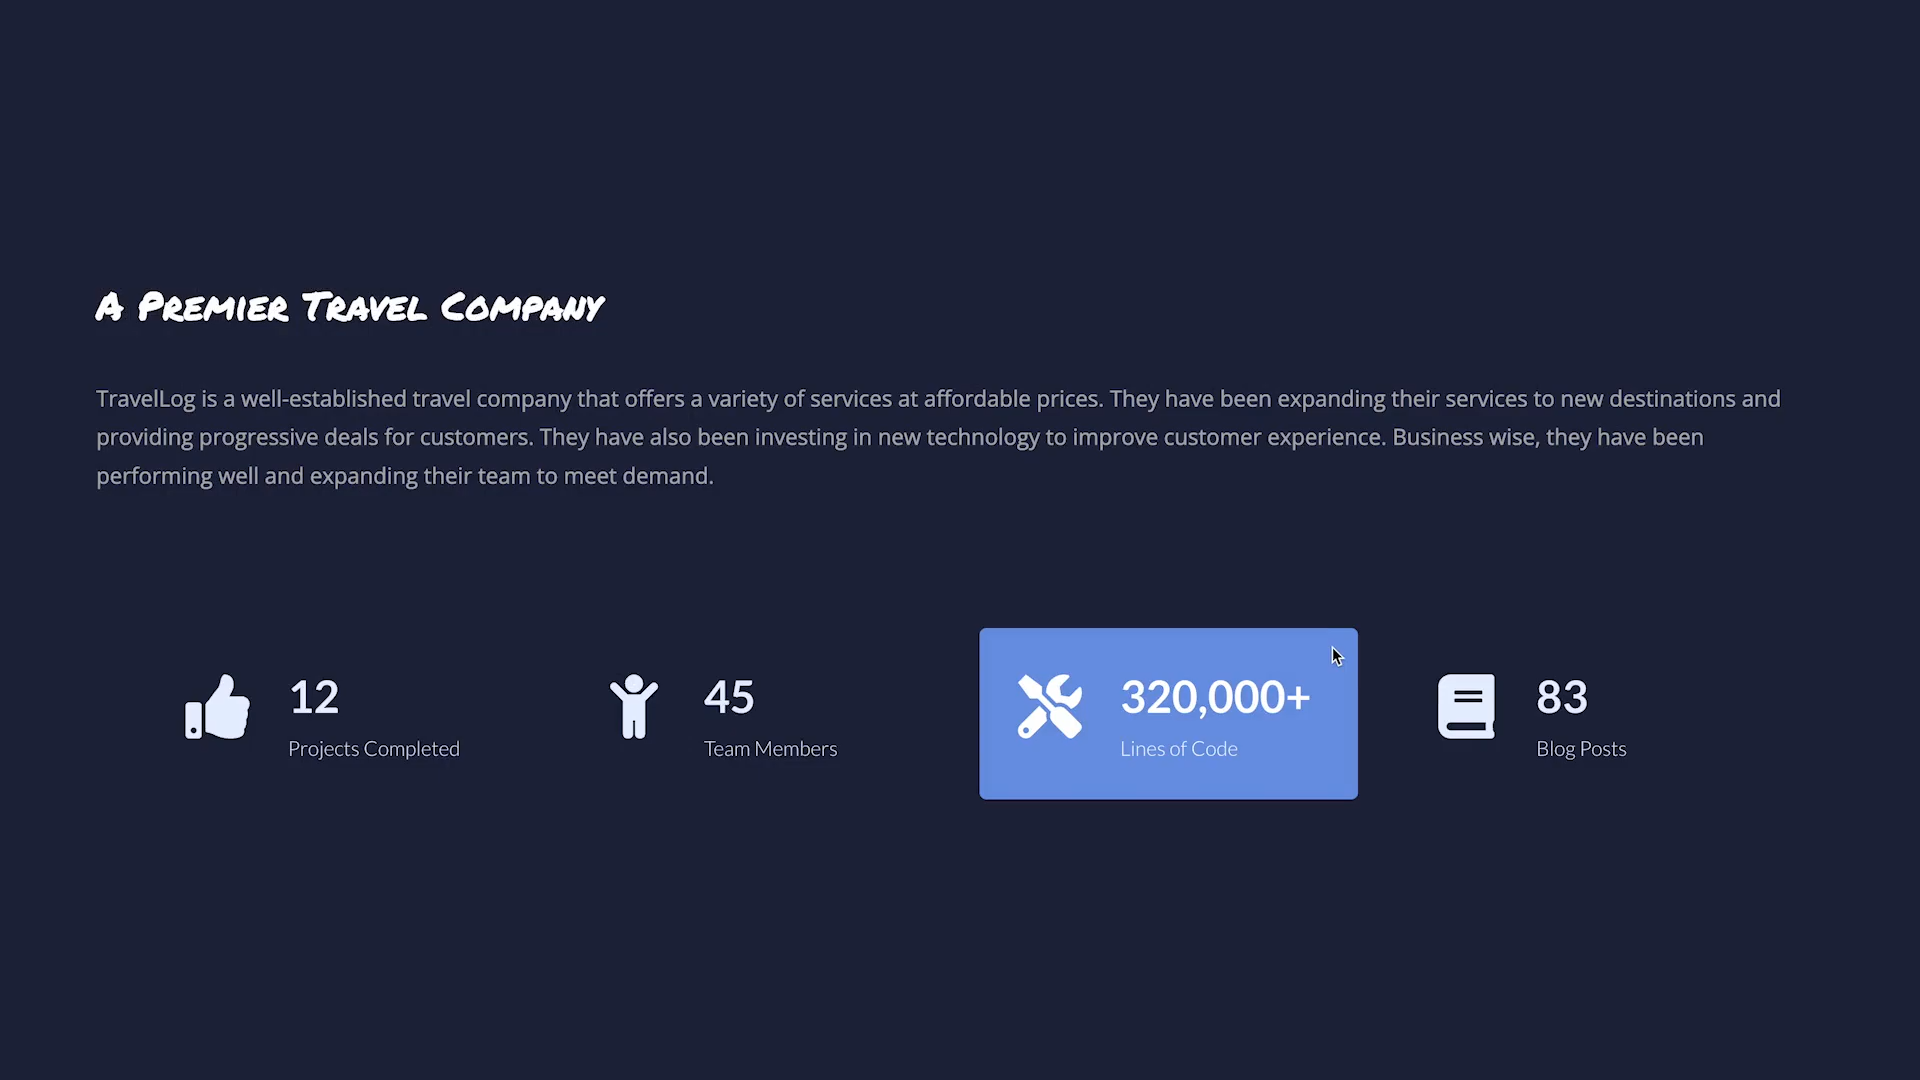 A Premier Travel Company
TravelLog is a well-established travel company that offers a variety of services at affordable prices. They have been expanding their services to new destinations and
providing progressive deals for customers. They have also been investing in new technology to improve customer experience. Business wise, they have been
performing well and expanding their team to meet demand.
12
Projects Completed
45
Team Members
320,000+
Lines of Code
83
Blog Posts